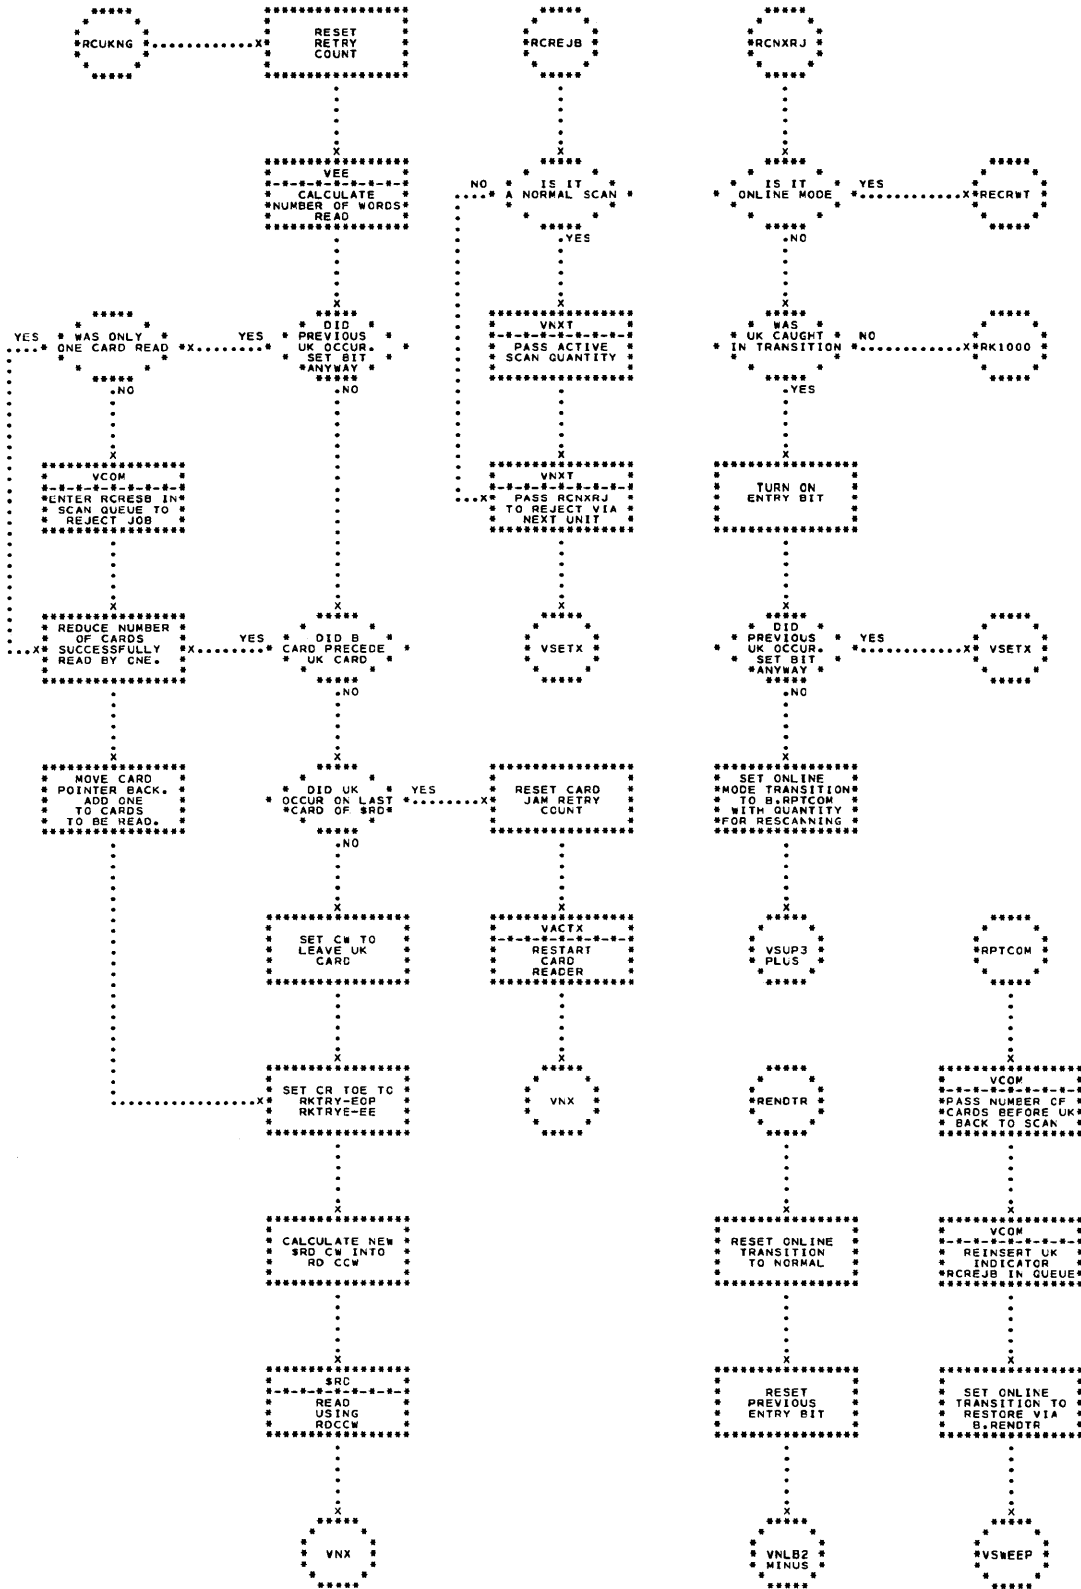 RCUKNG
RESET
RETRY
COUNT
RCREJB
RCNXRJ
VEE
CALCULATE
NUMBER OF WORDS
READ
NO
IS IT
A NORMAL SCAN
YES
IS IT
ONLINE MODE
YES
RECRWT
NO
YES
WAS ONLY
ONE CARD READ
NO
YES
DID
PREVIOUS
UK OCCUR.
SET BIT
ANYWAY
NO
VNXT
PASS ACTIVE
SCAN QUANTITY
WAS
UK CAUGHT
IN TRANSITION
NO
RK1000
YES
VCOM
ENTER RCRESB IN
SCAN QUEUE TO
REJECT JOB
VNXT
PASS RCNXRJ
TO REJECT VIA
NEXT UNIT
TURN ON
ENTRY BIT
REDUCE NUMBER
OF CARDS
SUCCESSFULLY
READ BY ONE.
YES
DID B
CARD PRECEDE
UK CARD
NO
VSETX
DID
PREVIOUS
UK OCCUR.
SET BIT
ANYWAY
YES
VSETX
NO
MOVE CARD
POINTER BACK.
ADD ONE
TO CARDS
TO BE READ.
DID UK
OCCUR ON LAST
CARD OF $RD
YES
NO
RESET CARD
JAM RETRY
COUNT
SET ONLINE
MODE TRANSITION
TO B.RPTCOM
WITH QUANTITY
FOR RESCANNING
SET CW TO
LEAVE UK
CARD
VACTX
RESTART
CARD
READER
VSUP3
PLUS
RPTCOM
SET CR TOE TO
RKTRY-EOP
RKTRYE-EE
VNX
RENDTR
VCOM
PASS NUMBER OF
CARDS BEFORE UK
BACK TO SCAN
CALCULATE NEW
$RD CW INTO
RD CCW
RESET ONLINE
TRANSITION
TO NORMAL
VCOM
REINSERT UK
INDICATOR
RCREJB IN QUEUE
$RD
READ
USING
RDCCW
RESET
PREVIOUS
ENTRY BIT
SET ONLINE
TRANSITION TO
RESTORE VIA
B.RENDTR
VNX
VNLB2
MINUS
VSWEEP